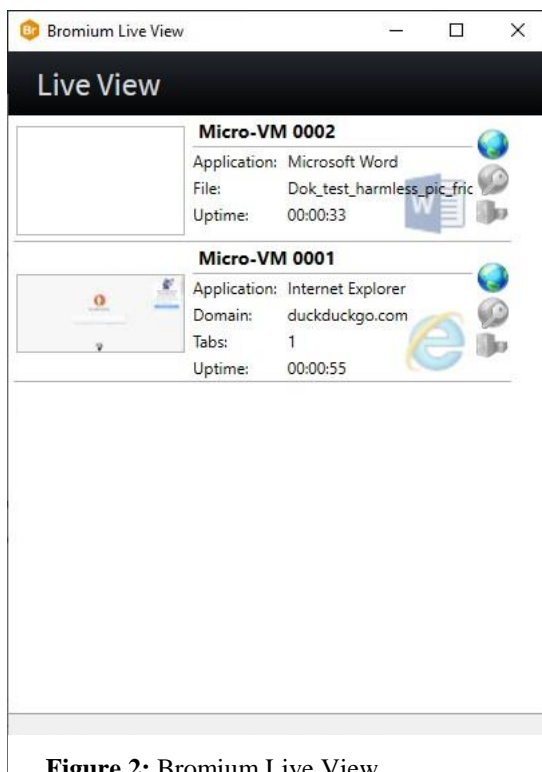 Br Bromium Live View
Live View
Micro-VM 0002
Application: Microsoft Word
File: Dok_test_harmless_pic_fric
Uptime: 00:00:33
W
Micro-VM 0001
Application: Internet Explorer
Domain: duckduckgo.com
Tabs: 1
Uptime: 00:00:55
Figure 2: Bromium Live View